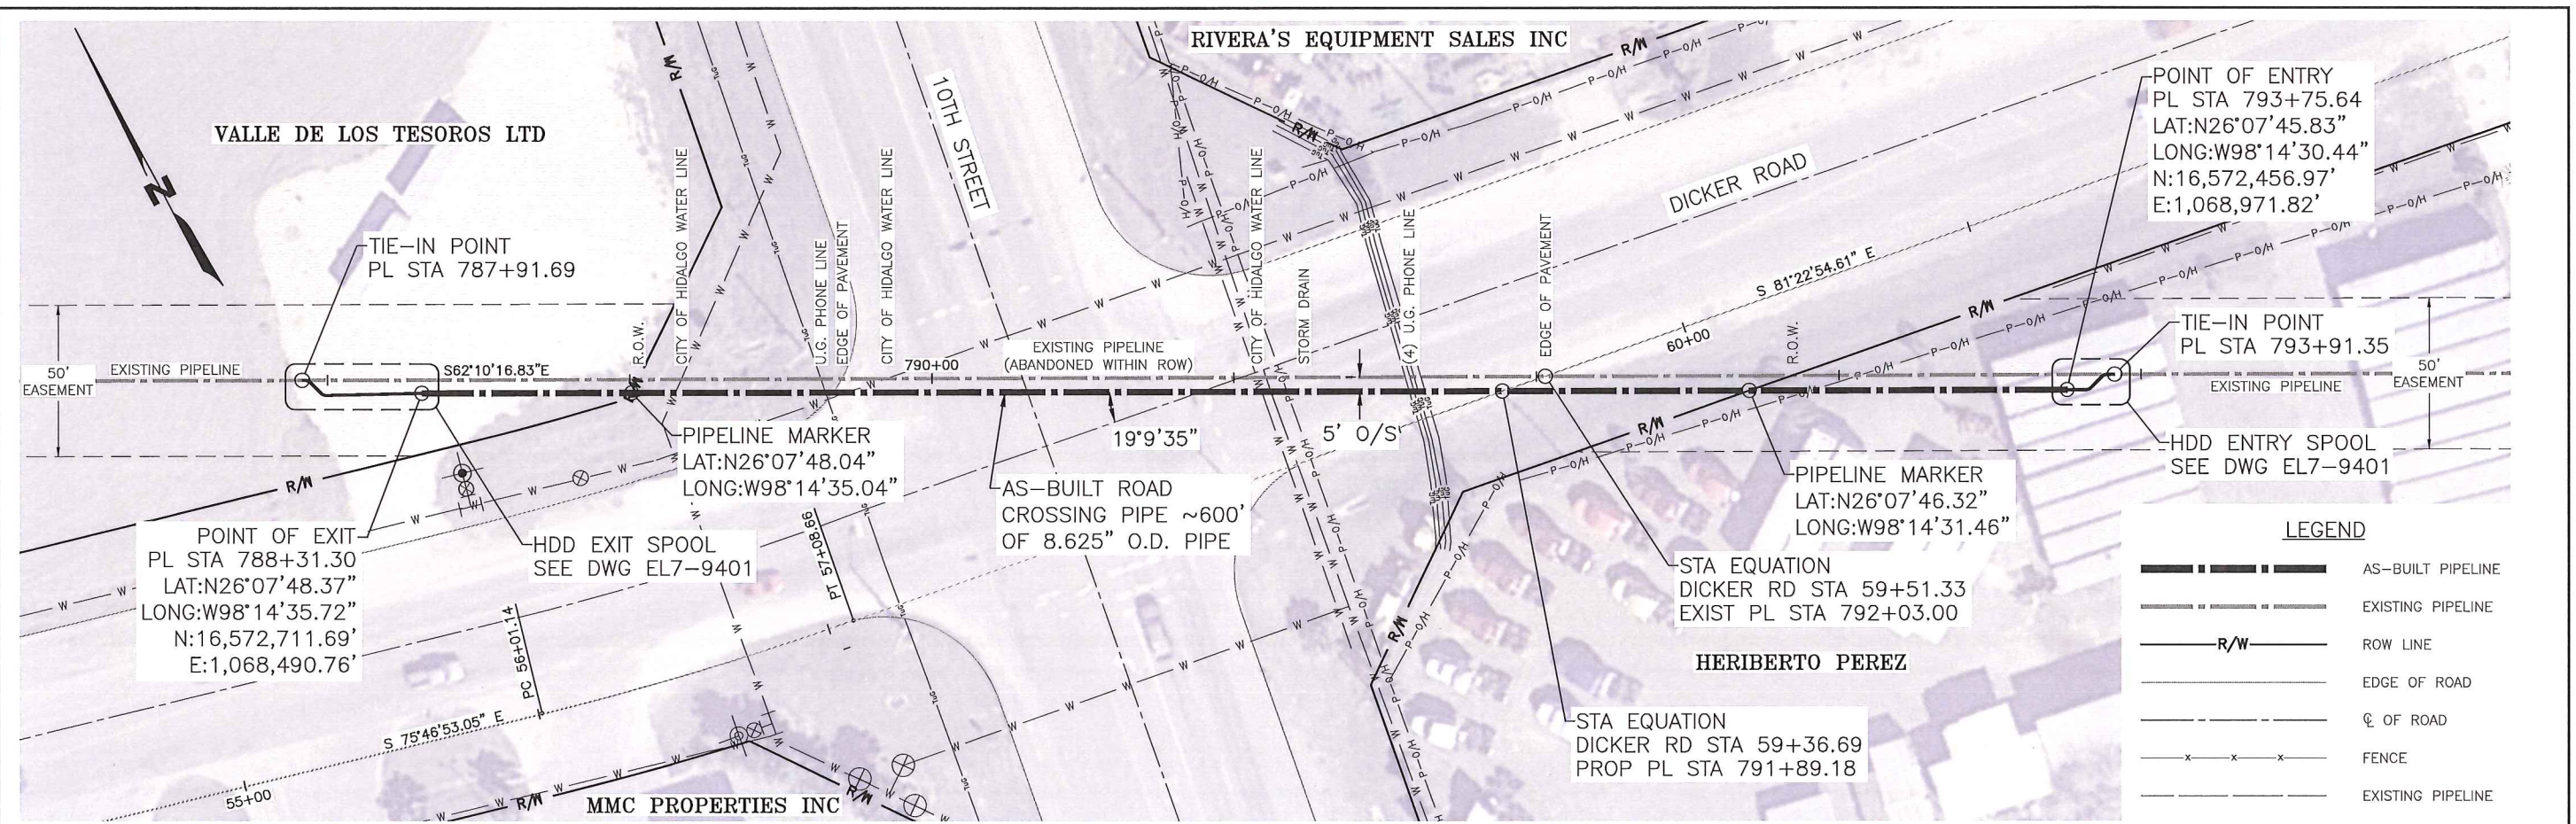 RIVERA'S EQUIPMENT SALES INC
VALLE DE LOS TESOROS LTD
N
10TH STREET
DICKER ROAD
POINT OF ENTRY
PL STA 793+75.64
LAT:N26°07'45.83"
LONG:W98°14'30.44"
N:16,572,456.97'
E:1,068,971.82'
TIE-IN POINT
PL STA 787+91.69
R.O.W.
CITY OF HIDALGO WATER LINE
U.G. PHONE LINE
EDGE OF PAVEMENT
CITY OF HIDALGO WATER LINE
CITY OF HIDALGO WATER LINE
STORM DRAIN
(4) U.G. PHONE LINE
EDGE OF PAVEMENT
R.O.W.
S 81°22'54.61" E
60+00
TIE-IN POINT
PL STA 793+91.35
50'
EASEMENT
EXISTING PIPELINE
S62°10'16.83"E
790+00
EXISTING PIPELINE
(ABANDONED WITHIN ROW)
EXISTING PIPELINE
50'
EASEMENT
R/W
R/W
R/W
R/W
R/W
R/W
R/W
R/W
R/W
R/W
R/W
PIPELINE MARKER
LAT:N26°07'48.04"
LONG:W98°14'35.04"
19°9'35"
5' O/S
AS-BUILT ROAD
CROSSING PIPE ~600'
OF 8.625" O.D. PIPE
PIPELINE MARKER
LAT:N26°07'46.32"
LONG:W98°14'31.46"
HDD ENTRY SPOOL
SEE DWG EL7-9401
POINT OF EXIT
PL STA 788+31.30
LAT:N26°07'48.37"
LONG:W98°14'35.72"
N:16,572,711.69'
E:1,068,490.76'
HDD EXIT SPOOL
SEE DWG EL7-9401
PT 57+08.66
PC 56+01.14
S 75°46'53.05" E
55+00
STA EQUATION
DICKER RD STA 59+51.33
EXIST PL STA 792+03.00
HERIBERTO PEREZ
STA EQUATION
DICKER RD STA 59+36.69
PROP PL STA 791+89.18
MMC PROPERTIES INC
LEGEND
AS-BUILT PIPELINE
EXISTING PIPELINE
R/W ROW LINE
EDGE OF ROAD
℄ OF ROAD
x x x FENCE
EXISTING PIPELINE